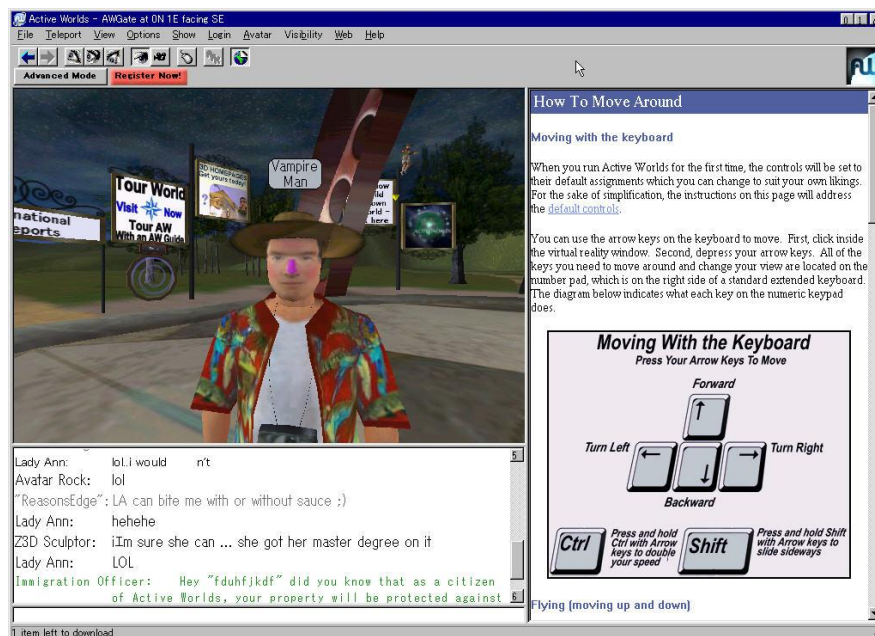 Active Worlds - AWGate at 0N 1E facing SE
File Teleport View Options Show Login Avatar Visibility Web Help
Advanced Mode Register Now!
national
eports
Tour World
Visit Now
Tour AW
With an AW Guide
3D HOMEPAGES
Get yours today!
?
Vampire
Man
here
Lady Ann: lol..i would n't
Avatar Rock: lol
"ReasonsEdge": LA can bite me with or without sauce ;)
Lady Ann: hehehe
Z3D Sculptor: iIm sure she can ... she got her master degree on it
Lady Ann: LOL
Immigration Officer: Hey "fduhfjkdf" did you know that as a citizen
of Active Worlds, your property will be protected against
1 item left to download
How To Move Around
Moving with the keyboard
When you run Active Worlds for the first time, the controls will be set to
their default assignments which you can change to suit your own likings.
For the sake of simplification, the instructions on this page will address
the default controls.
You can use the arrow keys on the keyboard to move. First, click inside
the virtual reality window. Second, depress your arrow keys. All of the
keys you need to move around and change your view are located on the
number pad, which is on the right side of a standard extended keyboard.
The diagram below indicates what each key on the numeric keypad
does.
Moving With the Keyboard
Press Your Arrow Keys To Move
Forward
Turn Left
Turn Right
Backward
Ctrl
Press and hold
Ctrl with Arrow
keys to double
your speed
Shift
Press and hold Shift
with Arrow keys to
slide sideways
Flying (moving up and down)